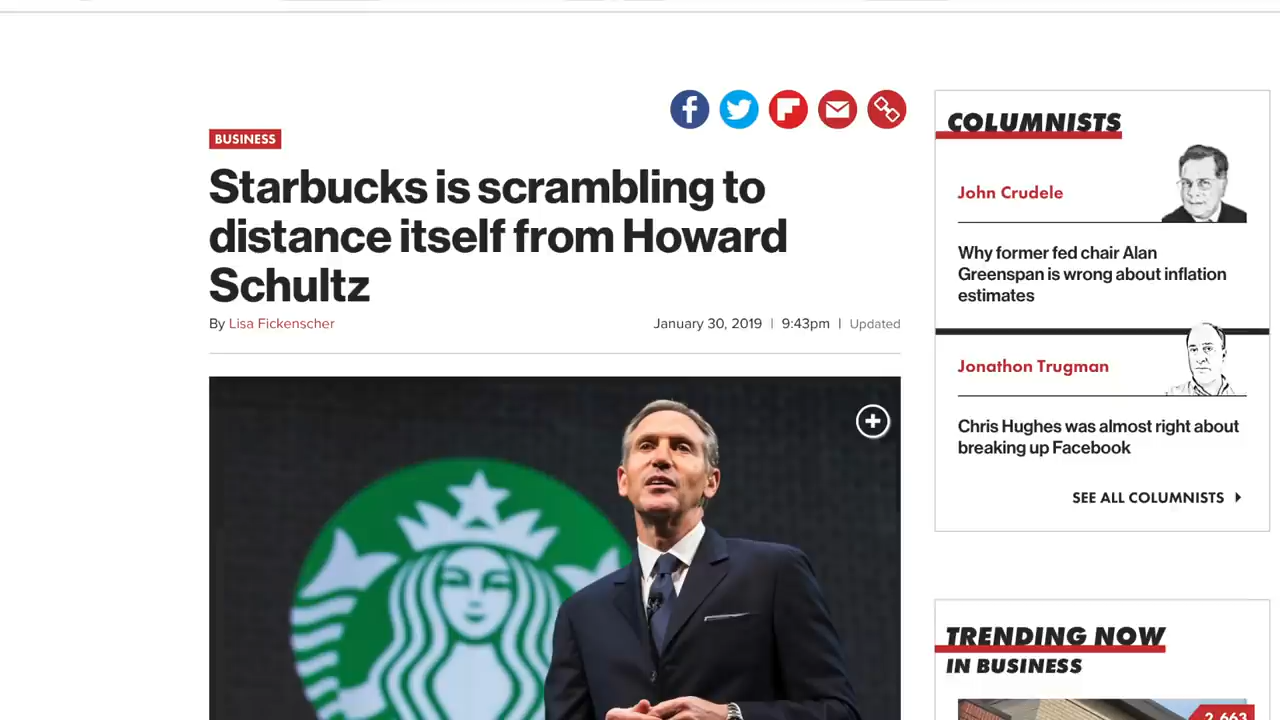 BUSINESS
Starbucks is scrambling to
distance itself from Howard
Schultz
By Lisa Fickenscher
January 30, 2019 | 9:43pm | Updated
COLUMNISTS
John Crudele
Why former fed chair Alan
Greenspan is wrong about inflation
estimates
Jonathon Trugman
Chris Hughes was almost right about
breaking up Facebook
SEE ALL COLUMNISTS
TRENDING NOW
IN BUSINESS
2,663